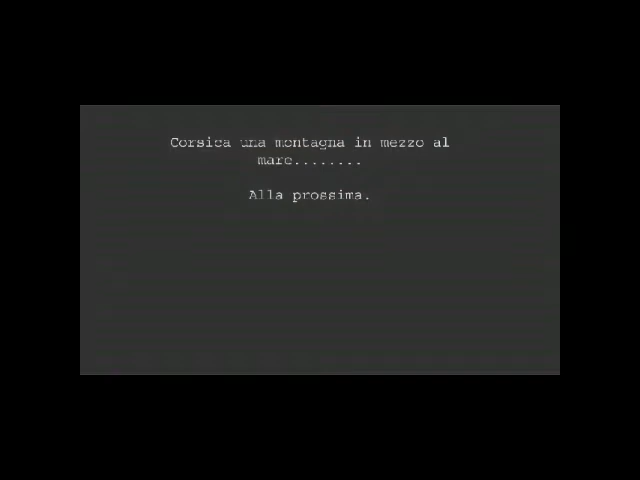 Corsica una montagna in mezzo al
mare........
Alla prossima.